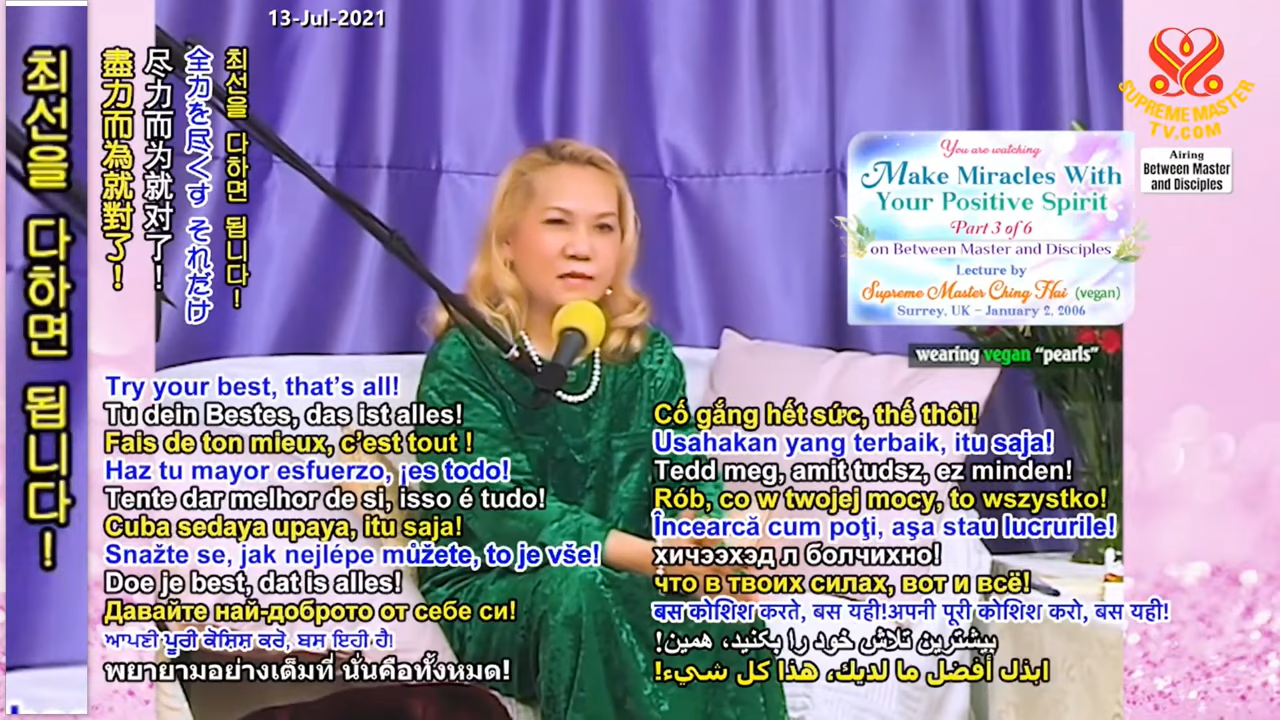 13-Jul-2021
최선을 다하면 됩니다!
盡力而為就對了!
尽力而为就对了!
全力を尽くす それだけ
최선을 다하면 됩니다!
SUPREME MASTER
TV.COM
Airing
Between Master
and Disciples
You are watching
Make Miracles With
Your Positive Spirit
Part 3 of 6
on Between Master and Disciples
Lecture by
Supreme Master Ching Hai (vegan)
Surrey, UK – January 2, 2006
wearing vegan “pearls”
Try your best, that’s all!
Tu dein Bestes, das ist alles!
Fais de ton mieux, c’est tout !
Haz tu mayor esfuerzo, ¡es todo!
Tente dar melhor de si, isso é tudo!
Cuba sedaya upaya, itu saja!
Snažte se, jak nejlépe můžete, to je vše!
Doe je best, dat is alles!
Давайте най-доброто от себе си!
ਆਪਣੀ ਪੂਰੀ ਕੋਸ਼ਿਸ਼ ਕਰੋ, ਬਸ ਇਹੀ ਹੈ!
พยายามอย่างเต็มที่ นั่นคือทั้งหมด!
Cố gắng hết sức, thế thôi!
Usahakan yang terbaik, itu saja!
Tedd meg, amit tudsz, ez minden!
Rób, co w twojej mocy, to wszystko!
Încearcă cum poţi, aşa stau lucrurile!
хичээхэд л болчихно!
что в твоих силах, вот и всё!
बस कोशिश करते, बस यही!अपनी पूरी कोशिश करो, बस यही!
بیشترین تلاش خود را بکنید، همین!
ابذل أفضل ما لديك، هذا كل شيء!